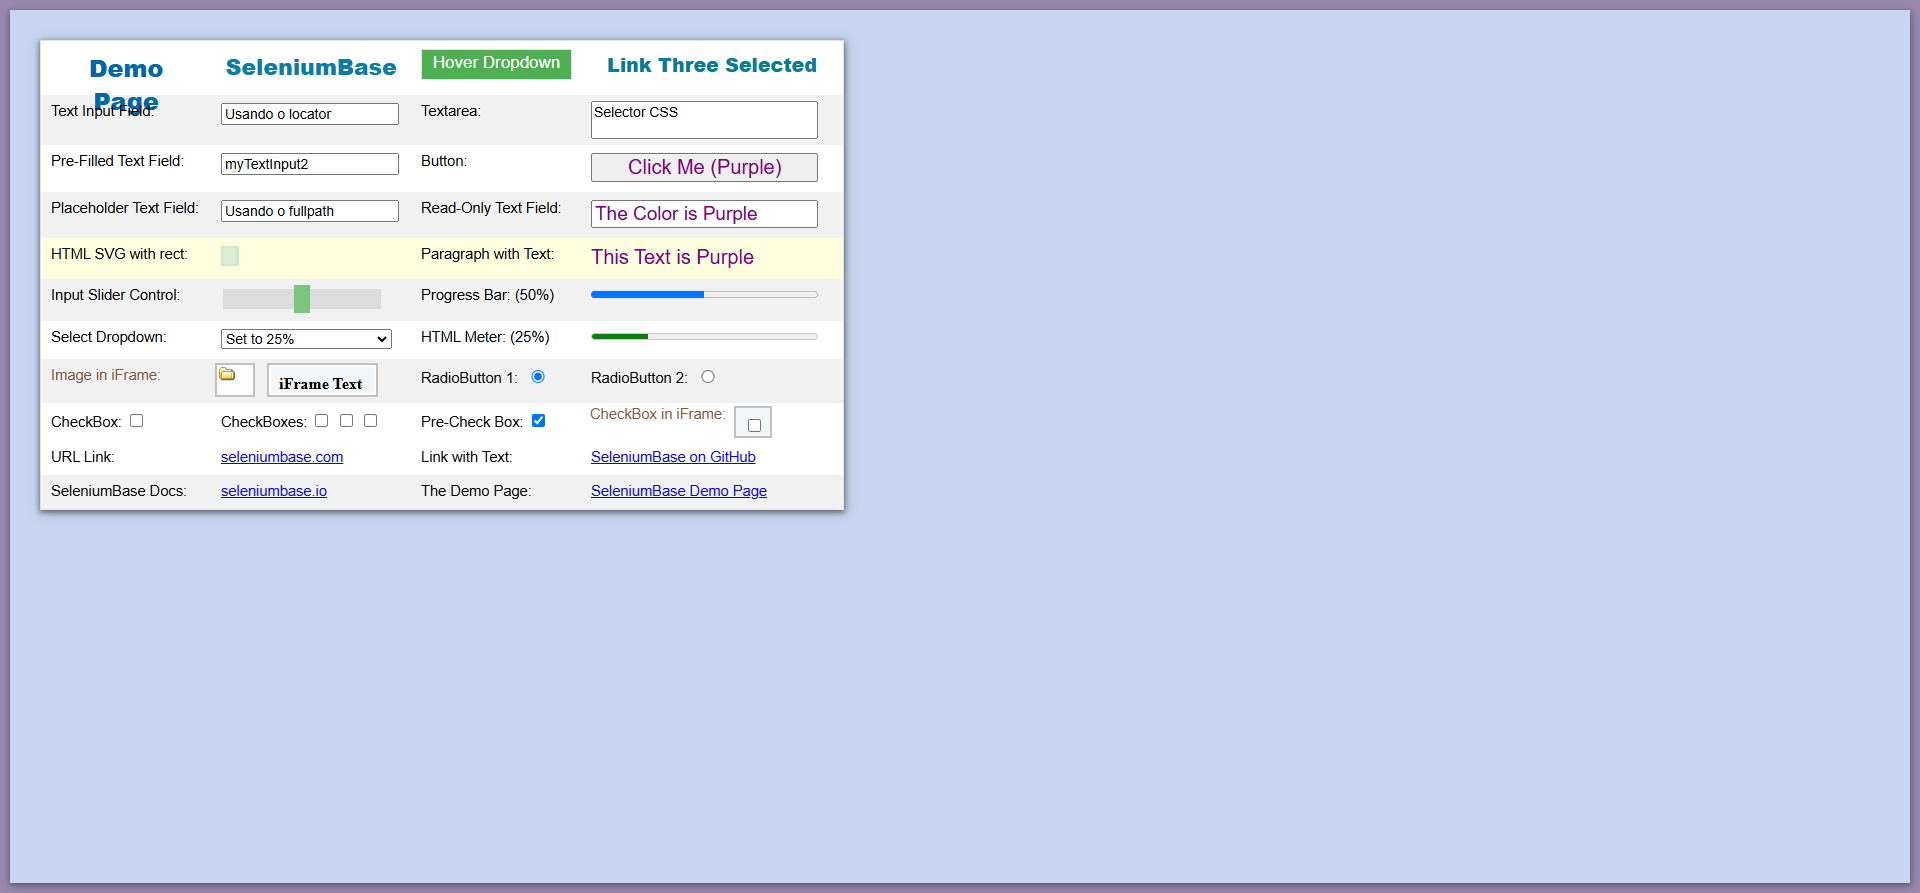 Demo Page
SeleniumBase
Hover Dropdown
Link Three Selected
Text Input Field:
Usando o locator
Textarea:
Selector CSS
Pre-Filled Text Field:
myTextInput2
Button:
Click Me (Purple)
Placeholder Text Field:
Usando o fullpath
Read-Only Text Field:
The Color is Purple
HTML SVG with rect:
Paragraph with Text:
This Text is Purple
Input Slider Control:
Progress Bar: (50%)
Select Dropdown:
Set to 25%
HTML Meter: (25%)
Image in iFrame:
iFrame Text
RadioButton 1:
RadioButton 2:
CheckBox:
CheckBoxes:
Pre-Check Box:
CheckBox in iFrame:
URL Link:
seleniumbase.com
Link with Text:
SeleniumBase on GitHub
SeleniumBase Docs:
seleniumbase.io
The Demo Page:
SeleniumBase Demo Page